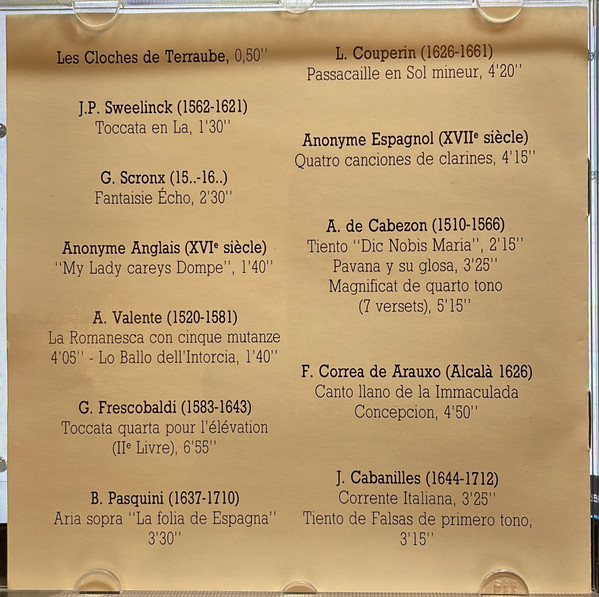 Les Cloches de Terraube, 0,50''
J.P. Sweelinck (1562-1621)
Toccata en La, 1'30''
G. Scronx (15..-16..)
Fantaisie Écho, 2'30''
Anonyme Anglais (XVIᵉ siècle)
''My Lady careys Dompe'', 1'40''
A. Valente (1520-1581)
La Romanesca con cinque mutanze
4'05'' - Lo Ballo dell'Intorcia, 1'40''
G. Frescobaldi (1583-1643)
Toccata quarta pour l'élévation
(IIᵉ Livre), 6'55''
B. Pasquini (1637-1710)
Aria sopra ''La folia de Espagna''
3'30''
L. Couperin (1626-1661)
Passacaille en Sol mineur, 4'20''
Anonyme Espagnol (XVIIᵉ siècle)
Quatro canciones de clarines, 4'15''
A. de Cabezon (1510-1566)
Tiento ''Dic Nobis Maria'', 2'15''
Pavana y su glosa, 3'25''
Magnificat de quarto tono
(7 versets), 5'15''
F. Correa de Arauxo (Alcalà 1626)
Canto llano de la Immaculada
Concepcion, 4'50''
J. Cabanilles (1644-1712)
Corrente Italiana, 3'25''
Tiento de Falsas de primero tono,
3'15''